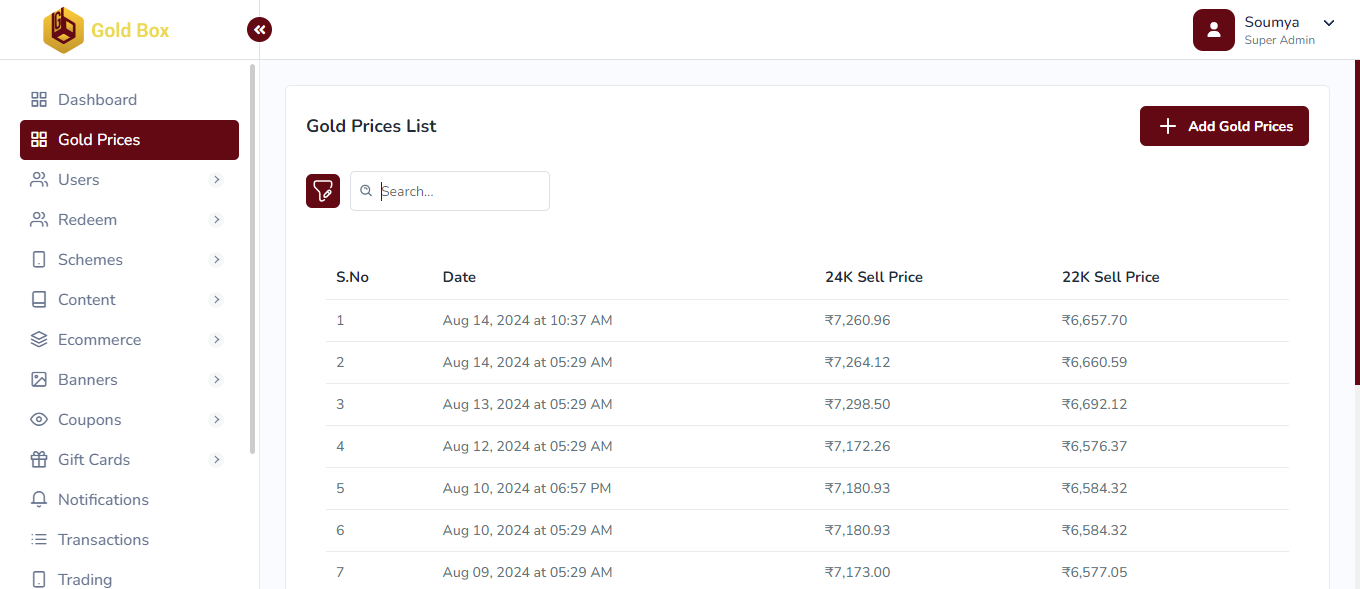 Gold Box
Soumya
Super Admin
Dashboard
Gold Prices
Users
Redeem
Schemes
Content
Ecommerce
Banners
Coupons
Gift Cards
Notifications
Transactions
Trading
Gold Prices List
Add Gold Prices
Search...
S.No Date 24K Sell Price 22K Sell Price
1 Aug 14, 2024 at 10:37 AM ₹7,260.96 ₹6,657.70
2 Aug 14, 2024 at 05:29 AM ₹7,264.12 ₹6,660.59
3 Aug 13, 2024 at 05:29 AM ₹7,298.50 ₹6,692.12
4 Aug 12, 2024 at 05:29 AM ₹7,172.26 ₹6,576.37
5 Aug 10, 2024 at 06:57 PM ₹7,180.93 ₹6,584.32
6 Aug 10, 2024 at 05:29 AM ₹7,180.93 ₹6,584.32
7 Aug 09, 2024 at 05:29 AM ₹7,173.00 ₹6,577.05